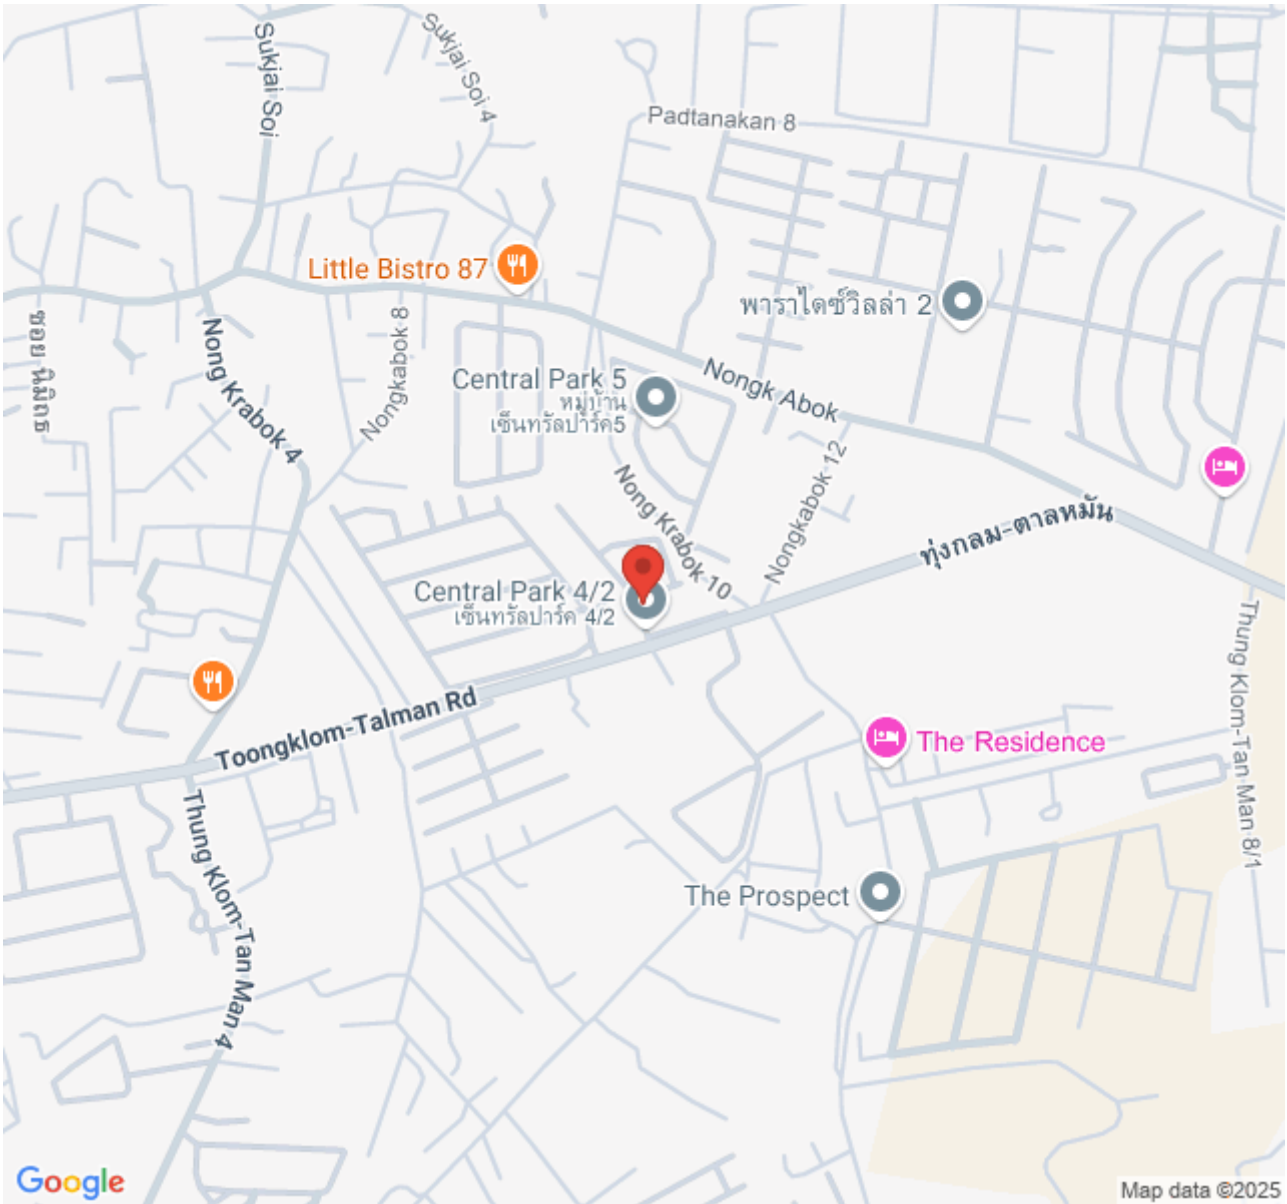 Sukjai Soi
Sukjai Soi 4
Padtanakan 8
Little Bistro 87
พาราไดซ์วิลล่า 2
ซอย นิมิถธ
Nong Krabok 4
Nongkabok 8
Central Park 5
หมู่บ้าน
เซ็นทรัลปาร์ค5
Nongk Abok
Nongkabok 12
Nong Krabok 10
ทุ่งกลม-ตาลหมัน
Central Park 4/2
เซ็นทรัลปาร์ค 4/2
Toongklom-Talman Rd
The Residence
Thung Klom-Tan Man 8/1
Thung Klom-Tan Man 4
The Prospect
Google
Map data ©2025